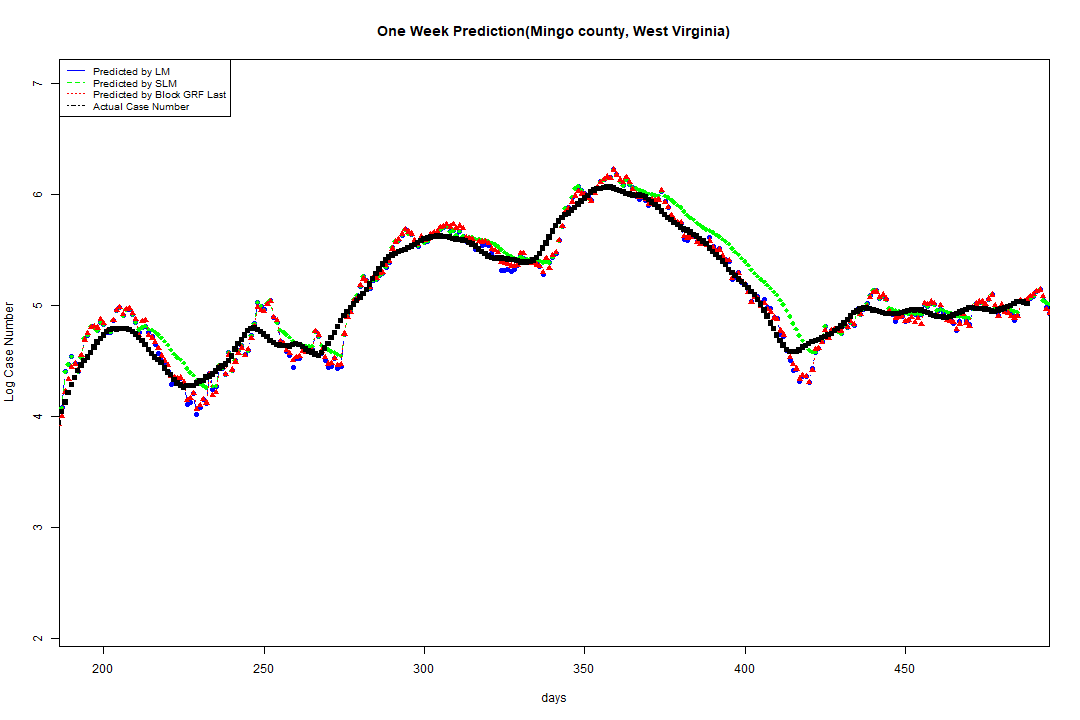 One Week Prediction(Mingo county, West Virginia)
Predicted by LM
Predicted by SLM
Predicted by Block GRF Last
Actual Case Number
7
6
5
4
3
2
Log Case Number
200 250 300 350 400 450
days